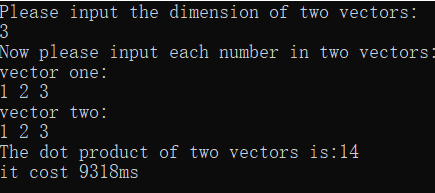 Please input the dimension of two vectors:
3
Now please input each number in two vectors:
vector one:
1 2 3
vector two:
1 2 3
The dot product of two vectors is:14
it cost 9318ms